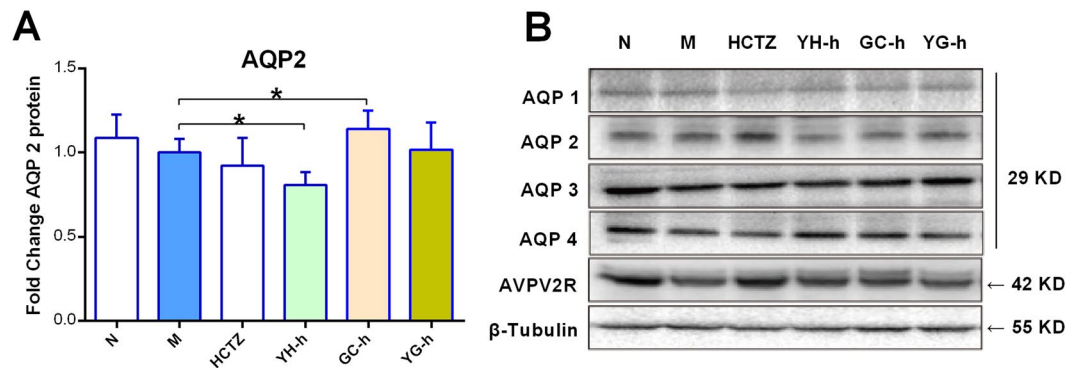 A
AQP2
Fold Change AQP 2 protein
1.5
1.0
0.5
0.0
*
*
N
M
HCTZ
YH-h
GC-h
YG-h
B
N M HCTZ YH-h GC-h YG-h
AQP 1
AQP 2
AQP 3
AQP 4
29 KD
AVPV2R
← 42 KD
β-Tubulin
← 55 KD